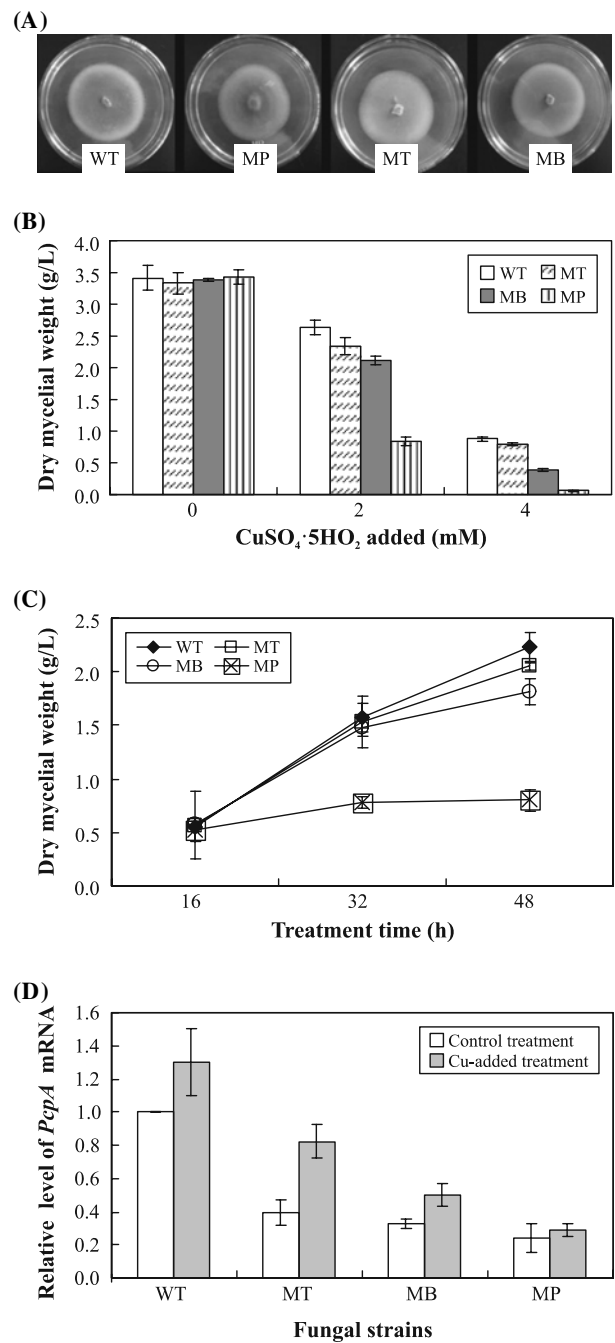 (A)
WT MP MT MB
(B)
Dry mycelial weight (g/L)
4.0
3.5
3.0
2.5
2.0
1.5
1.0
0.5
0.0
WT MT
MB MP
0 2 4
CuSO4·5HO2 added (mM)
(C)
Dry mycelial weight (g/L)
2.5
2.0
1.5
1.0
0.5
0.0
WT MT
MB MP
16 32 48
Treatment time (h)
(D)
Relative level of PcpA mRNA
1.6
1.4
1.2
1.0
0.8
0.6
0.4
0.2
0.0
Control treatment
Cu-added treatment
WT MT MB MP
Fungal strains